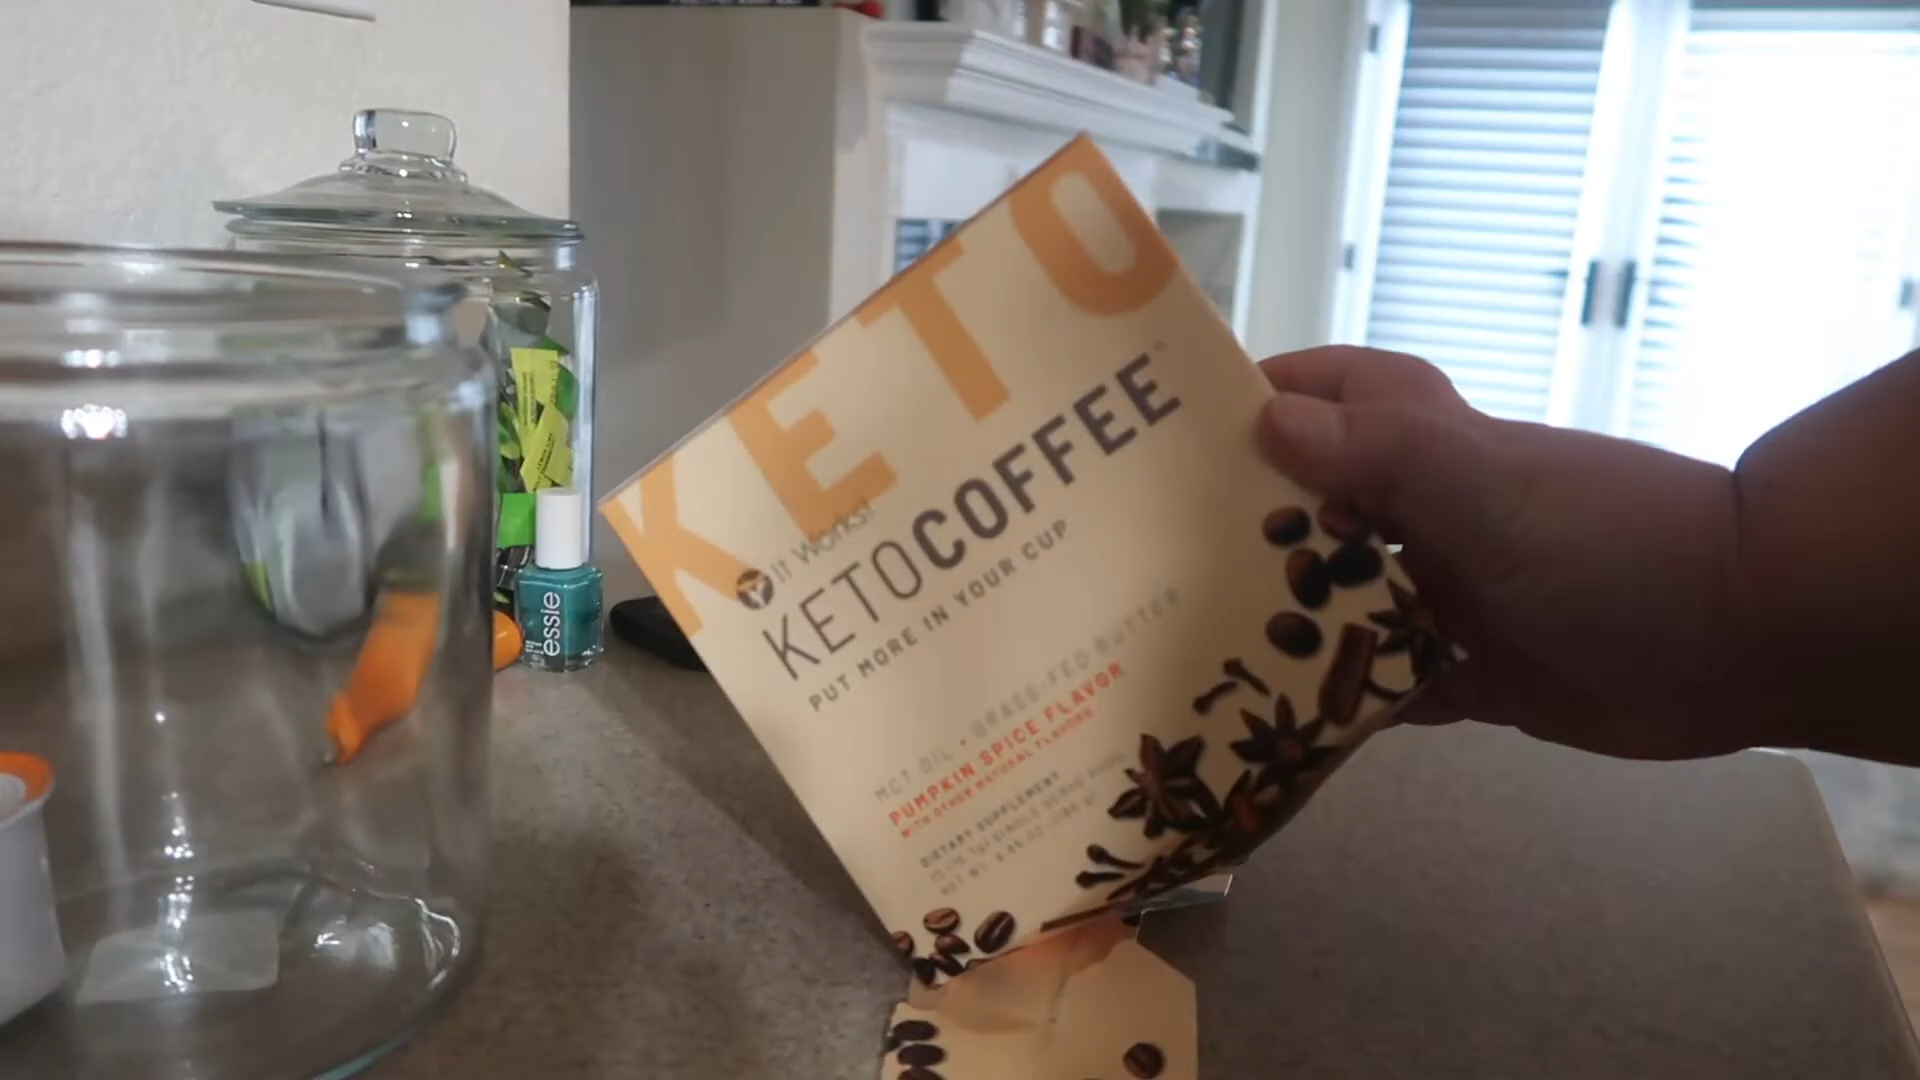 KETO
It Works!
KETOCOFFEE
PUT MORE IN YOUR CUP
MCT OIL • GRASS-FED BUTTER
PUMPKIN SPICE FLAVOR
WITH OTHER NATURAL FLAVORS
DIETARY SUPPLEMENT
essie